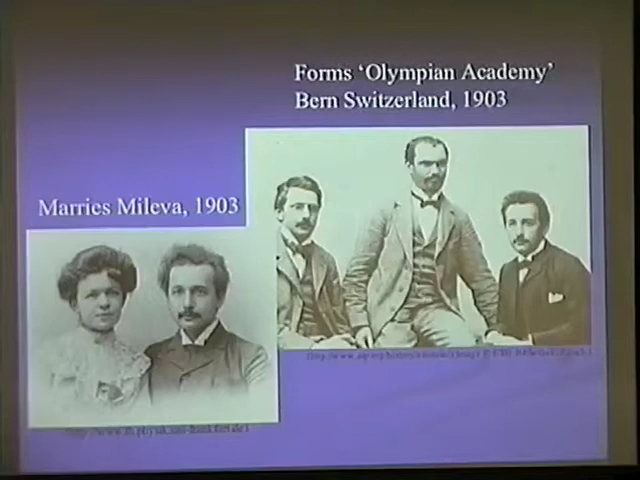 Forms ‘Olympian Academy’
Bern Switzerland, 1903
Marries Mileva, 1903